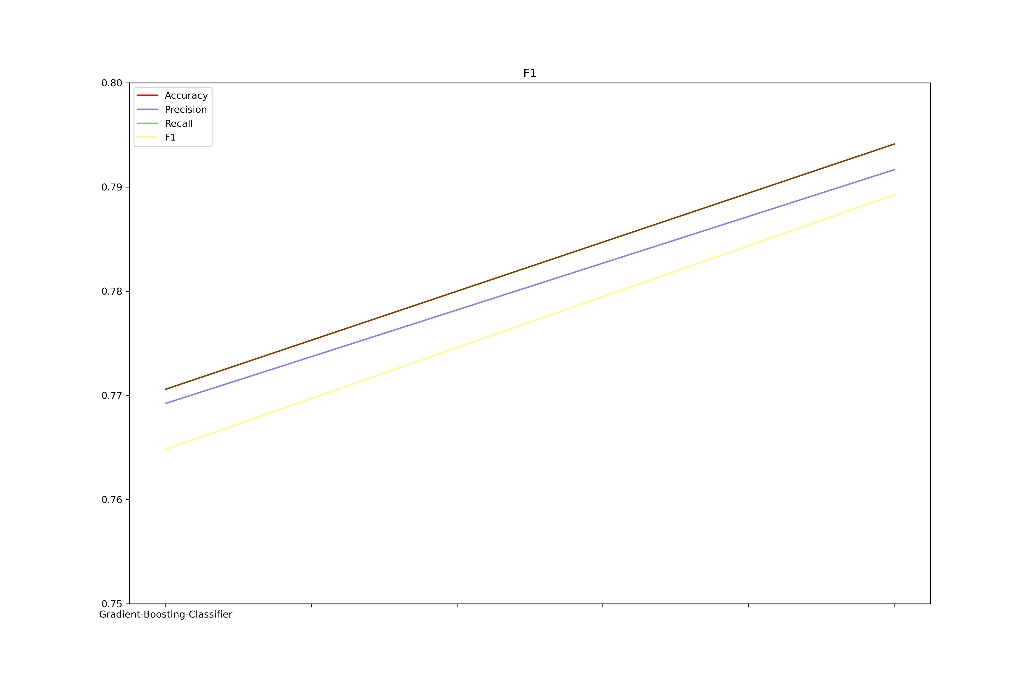 F1
0.80
Accuracy
Precision
Recall
F1
0.79
0.78
0.77
0.76
0.75
Gradient-Boosting-Classifier